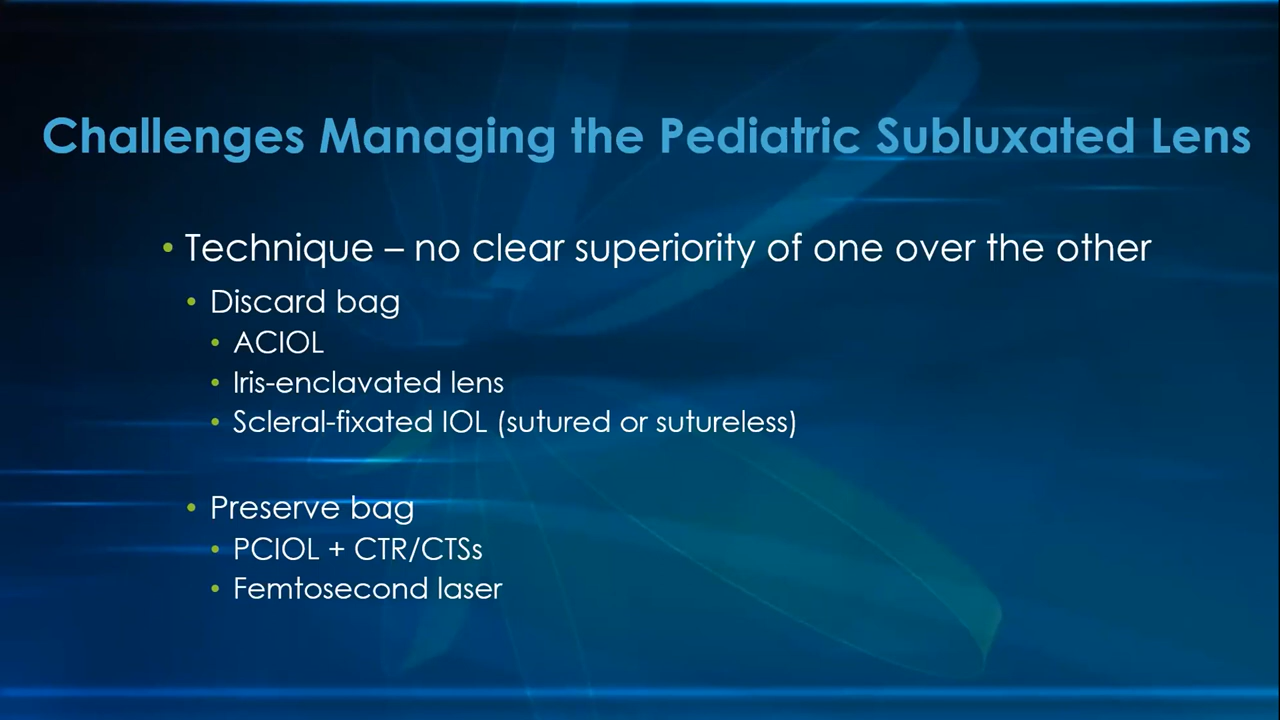 Challenges Managing the Pediatric Subluxated Lens
• Technique – no clear superiority of one over the other
• Discard bag
• ACIOL
• Iris-enclavated lens
• Scleral-fixated IOL (sutured or sutureless)
• Preserve bag
• PCIOL + CTR/CTSs
• Femtosecond laser